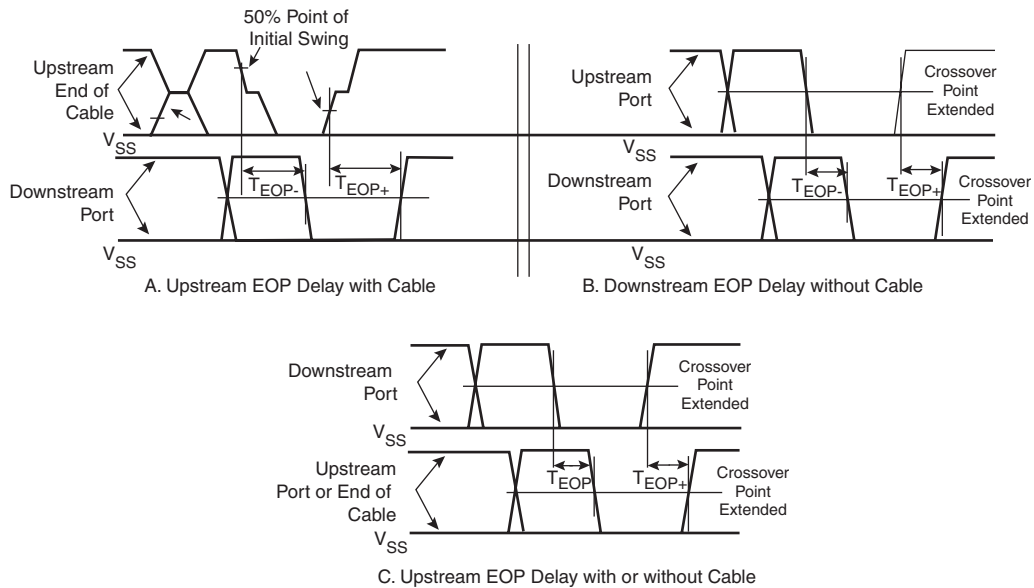 50% Point of
Initial Swing
Upstream
End of
Cable
VSS
Downstream
Port
TEOP-
TEOP+
VSS
A. Upstream EOP Delay with Cable
Upstream
Port
Crossover
Point
Extended
VSS
Downstream
Port
TEOP-
TEOP+
Crossover
Point
Extended
VSS
B. Downstream EOP Delay without Cable
Downstream
Port
Crossover
Point
Extended
VSS
Upstream
Port or End of
Cable
TEOP
TEOP+
Crossover
Point
Extended
VSS
C. Upstream EOP Delay with or without Cable